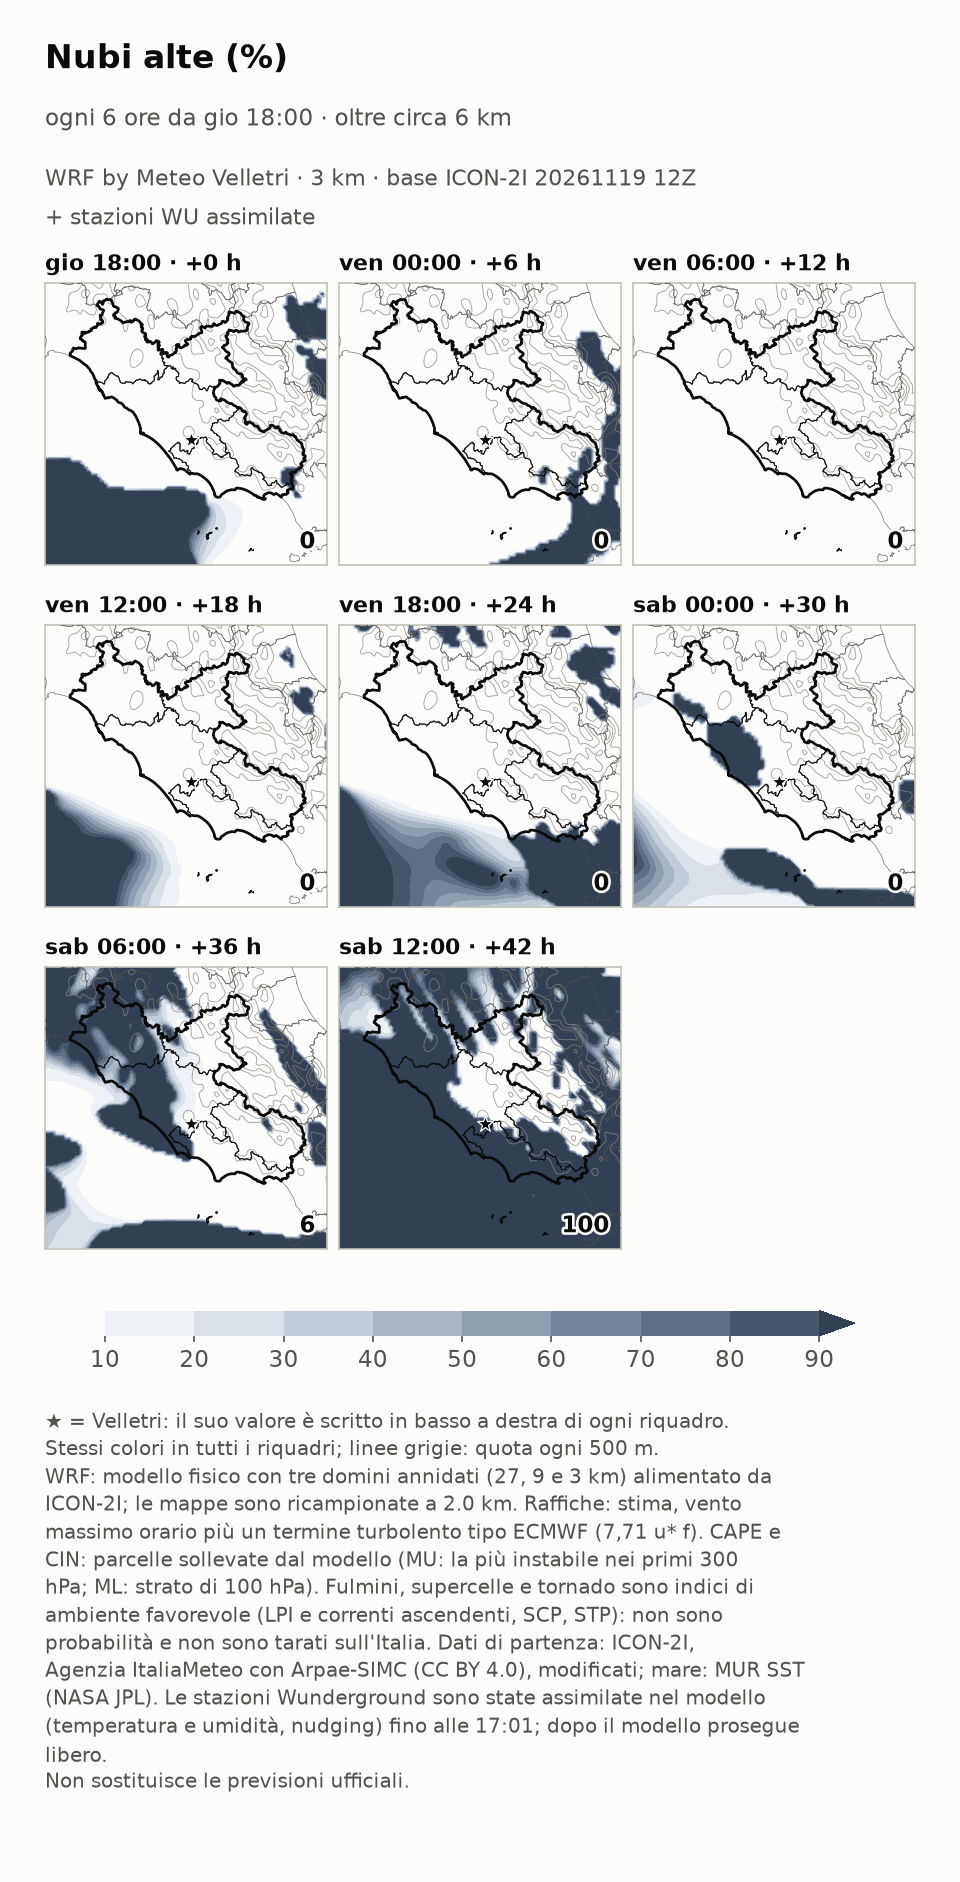 Nubi alte (%)
ogni 6 ore da gio 18:00 · oltre circa 6 km
WRF by Meteo Velletri · 3 km · base ICON-2I 20261119 12Z
+ stazioni WU assimilate
gio 18:00 · +0 h
ven 00:00 · +6 h
ven 06:00 · +12 h
0
0
0
ven 12:00 · +18 h
ven 18:00 · +24 h
sab 00:00 · +30 h
0
0
0
sab 06:00 · +36 h
sab 12:00 · +42 h
6
100
10 20 30 40 50 60 70 80 90
★ = Velletri: il suo valore è scritto in basso a destra di ogni riquadro.
Stessi colori in tutti i riquadri; linee grigie: quota ogni 500 m.
WRF: modello fisico con tre domini annidati (27, 9 e 3 km) alimentato da
ICON-2I; le mappe sono ricampionate a 2.0 km. Raffiche: stima, vento
massimo orario più un termine turbolento tipo ECMWF (7,71 u* f). CAPE e
CIN: parcelle sollevate dal modello (MU: la più instabile nei primi 300
hPa; ML: strato di 100 hPa). Fulmini, supercelle e tornado sono indici di
ambiente favorevole (LPI e correnti ascendenti, SCP, STP): non sono
probabilità e non sono tarati sull'Italia. Dati di partenza: ICON-2I,
Agenzia ItaliaMeteo con Arpae-SIMC (CC BY 4.0), modificati; mare: MUR SST
(NASA JPL). Le stazioni Wunderground sono state assimilate nel modello
(temperatura e umidità, nudging) fino alle 17:01; dopo il modello prosegue
libero.
Non sostituisce le previsioni ufficiali.